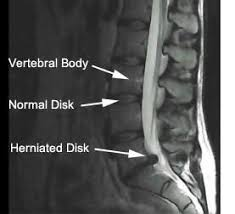 Vertebral Body
Normal Disk
Herniated Disk